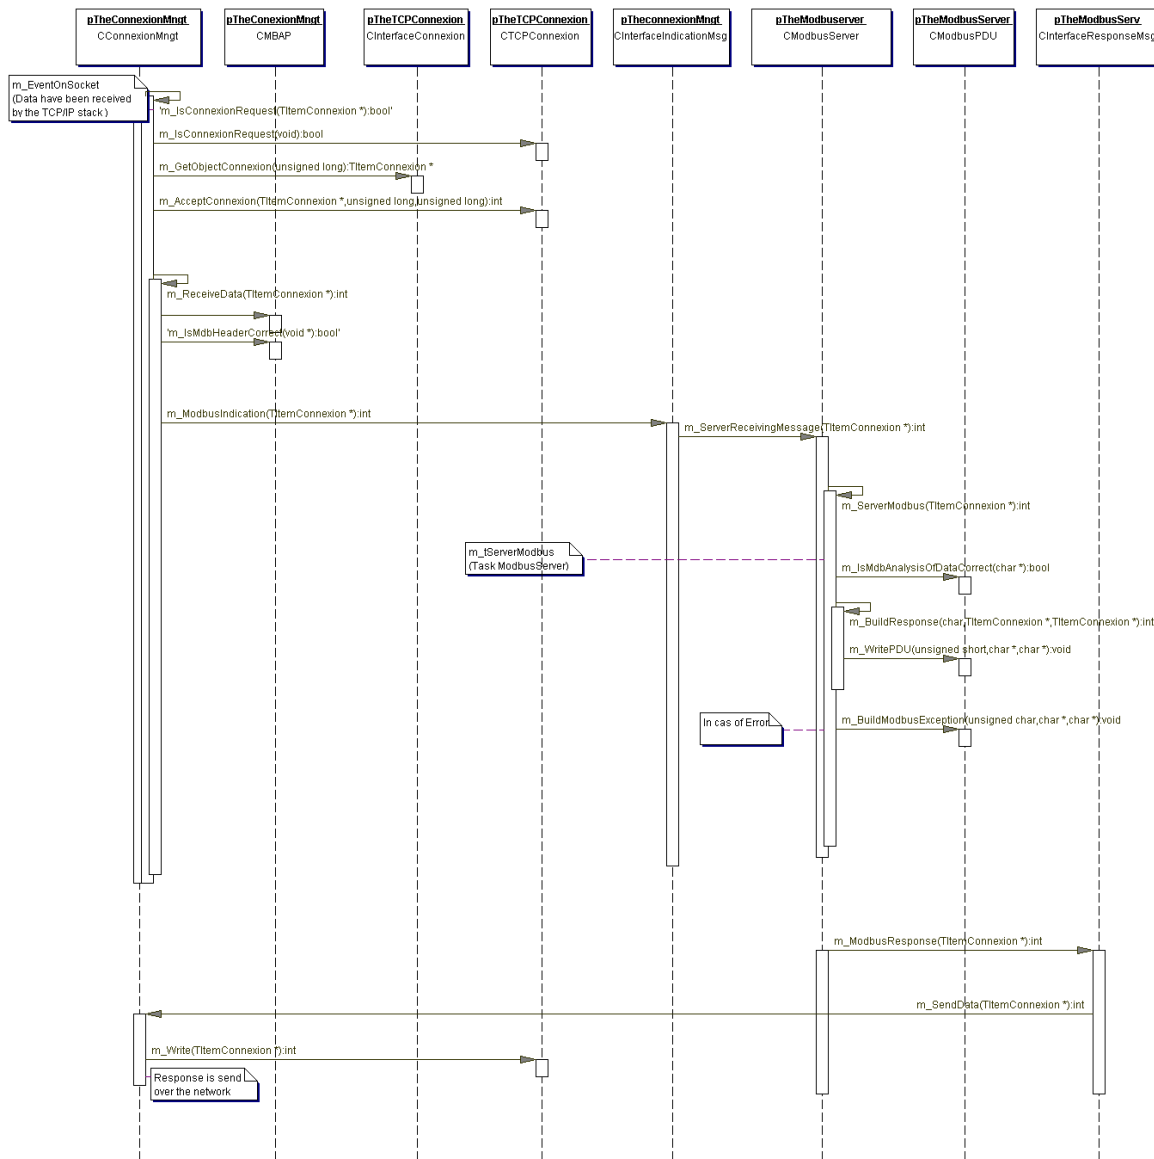 pTheConnexionMngt
CConnexionMngt
pTheConexionMngt
CMBAP
pTheTCPConnexion
CInterfaceConnexion
pTheTCPConnexion
CTCPConnexion
pTheconnexionMngt
CInterfaceIndicationMsg
pTheModbuserver
CModbusServer
pTheModbusServer
CModbusPDU
pTheModbusServ
CInterfaceResponseMsg
m_EventOnSocket
(Data have been received
by the TCP/IP stack )
'm_IsConnexionRequest(TItemConnexion *):bool'
m_IsConnexionRequest(void):bool
m_GetObjectConnexion(unsigned long):TItemConnexion *
m_AcceptConnexion(TItemConnexion *,unsigned long,unsigned long):int
m_ReceiveData(TItemConnexion *):int
'm_IsMdbHeaderCorrect(void *):bool'
m_ModbusIndication(TItemConnexion *):int
m_ServerReceivingMessage(TItemConnexion *):int
m_ServerModbus(TItemConnexion *):int
m_tServerModbus
(Task ModbusServer)
m_IsMdbAnalysisOfDataCorrect(char *):bool
m_BuildResponse(char,TItemConnexion *,TItemConnexion *):int
m_WritePDU(unsigned short,char *,char *):void
In cas of Error
m_BuildModbusException(unsigned char,char *,char *):void
m_ModbusResponse(TItemConnexion *):int
m_SendData(TItemConnexion *):int
m_Write(TItemConnexion *):int
Response is send
over the network